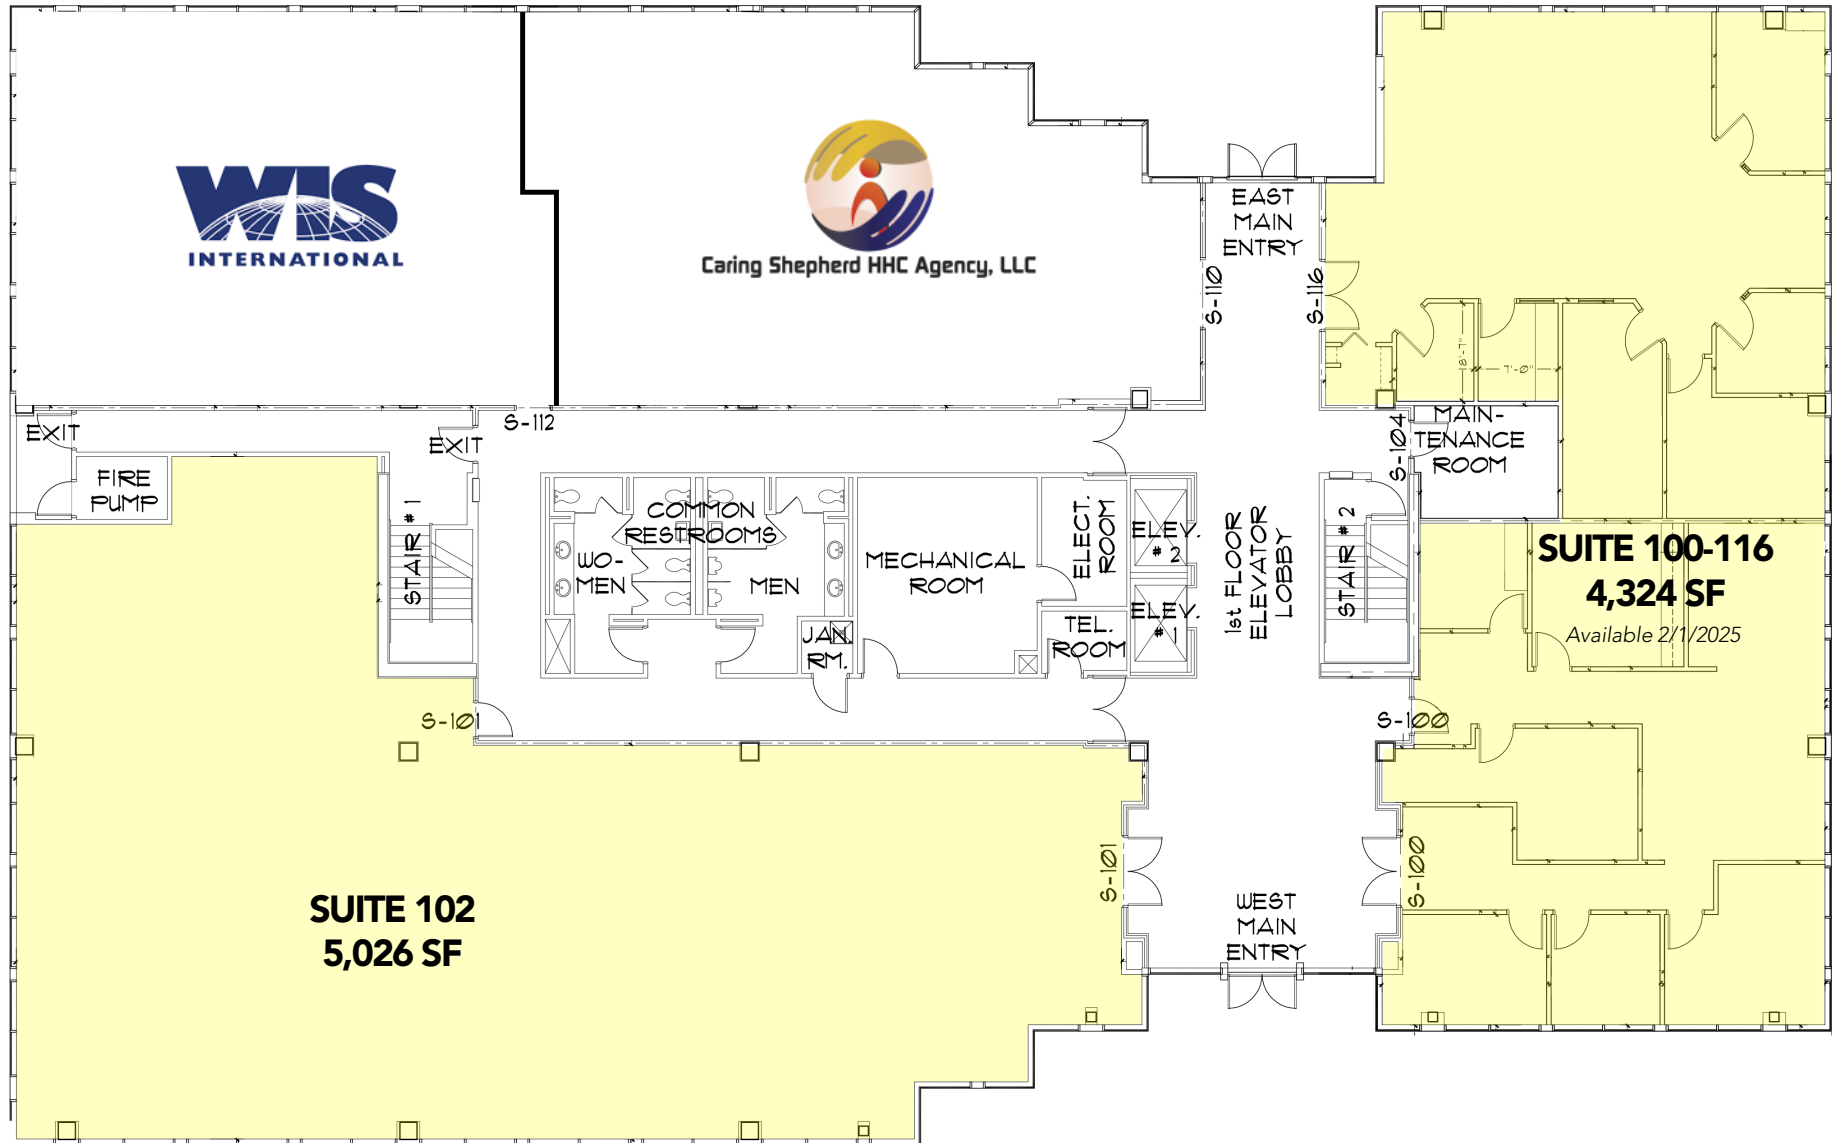 WIS
INTERNATIONAL
Caring Shepherd HHC Agency, LLC
EAST
MAIN
ENTRY
S-110
S-116
8'-7"
7'-0"
EXIT
EXIT
S-112
S-104
MAIN-
TENANCE
ROOM
FIRE
PUMP
STAIR #1
COMMON
RESTROOMS
WO-
MEN
MEN
JAN.
RM.
MECHANICAL
ROOM
ELECT.
ROOM
TEL.
ROOM
ELEV.
#2
ELEV.
#1
1st FLOOR
ELEVATOR
LOBBY
STAIR #2
SUITE 100-116
4,324 SF
Available 2/1/2025
S-101
S-100
S-101
S-100
SUITE 102
5,026 SF
WEST
MAIN
ENTRY